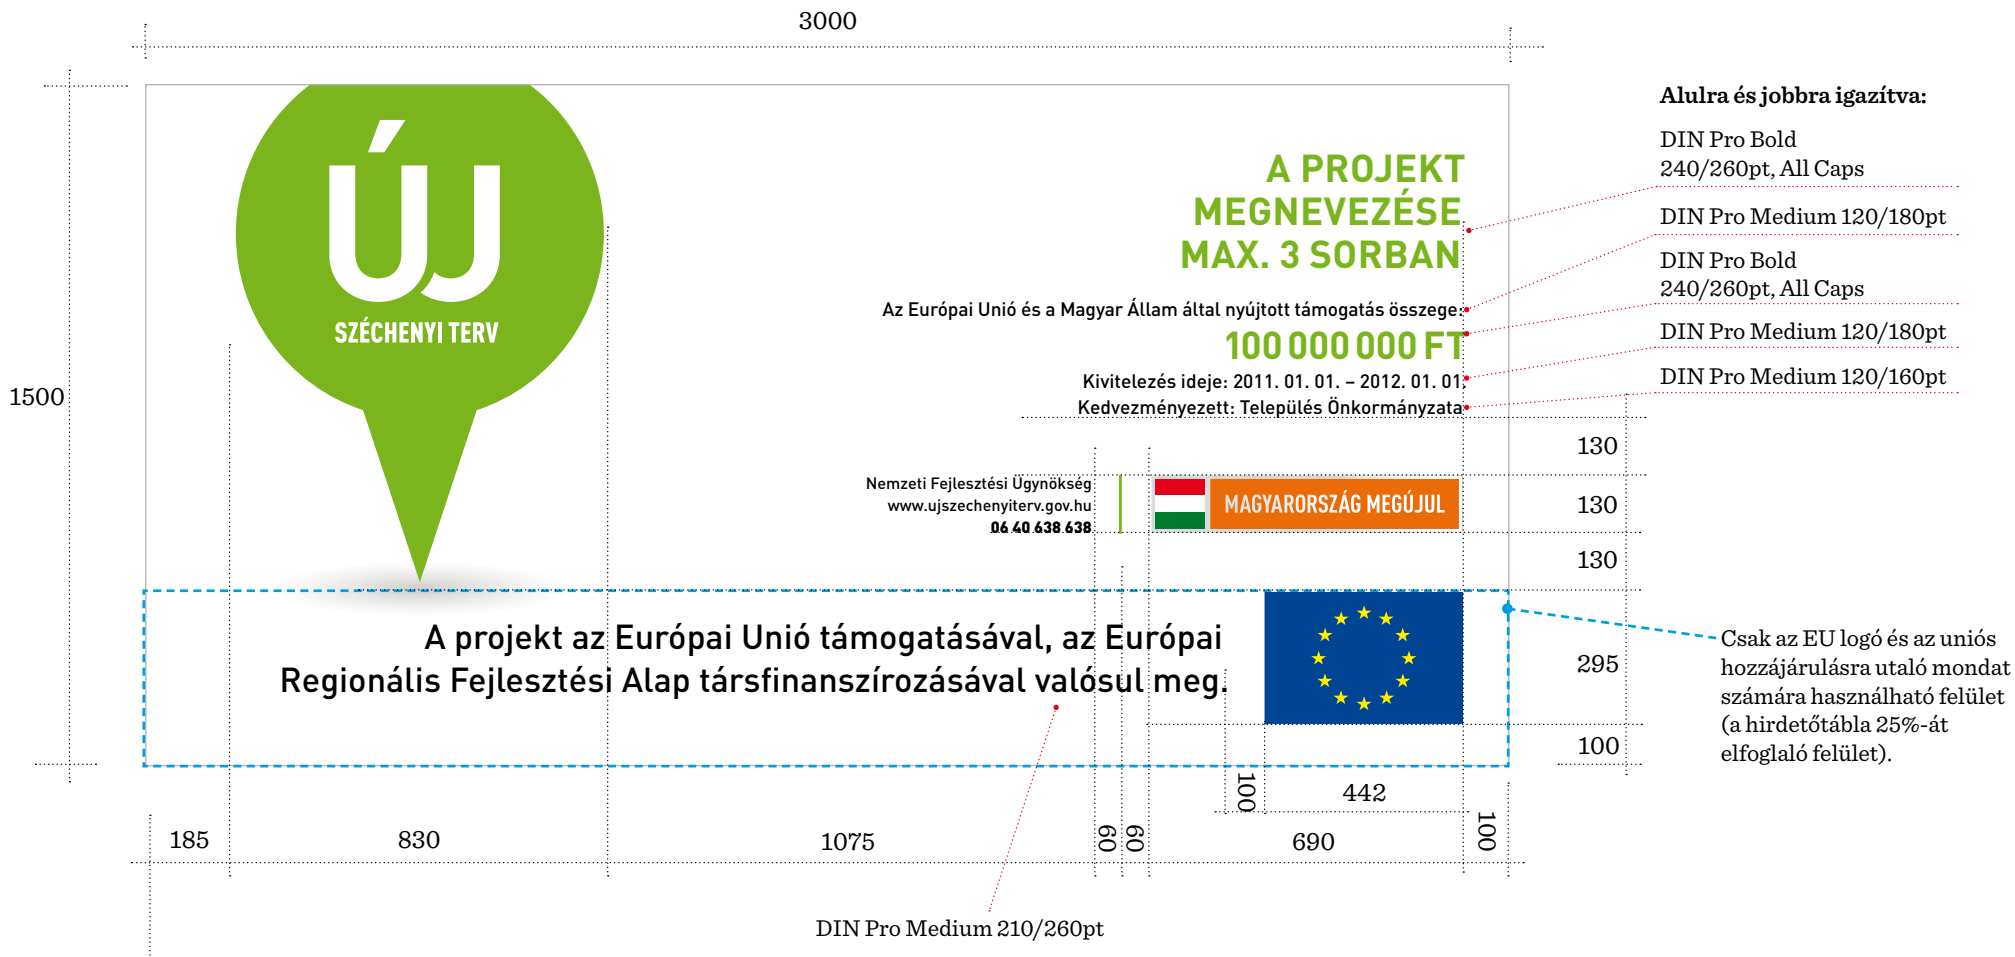 3000
1500
ÚJ
SZÉCHENYI TERV
A PROJEKT
MEGNEVEZÉSE
MAX. 3 SORBAN
Az Európai Unió és a Magyar Állam által nyújtott támogatás összege:
100 000 000 FT
Kivitelezés ideje: 2011. 01. 01. – 2012. 01. 01.
Kedvezményezett: Település Önkormányzata
Nemzeti Fejlesztési Ügynökség
www.ujszechenyiterv.gov.hu
06 40 638 638
MAGYARORSZÁG MEGÚJUL
A projekt az Európai Unió támogatásával, az Európai
Regionális Fejlesztési Alap társfinanszírozásával valósul meg.
Alulra és jobbra igazítva:
DIN Pro Bold
240/260pt, All Caps
DIN Pro Medium 120/180pt
DIN Pro Bold
240/260pt, All Caps
DIN Pro Medium 120/180pt
DIN Pro Medium 120/160pt
130
130
130
295
100
Csak az EU logó és az uniós
hozzájárulásra utaló mondat
számára használható felület
(a hirdetőtábla 25%-át
elfoglaló felület).
100
442
185
830
1075
60
60
690
100
DIN Pro Medium 210/260pt